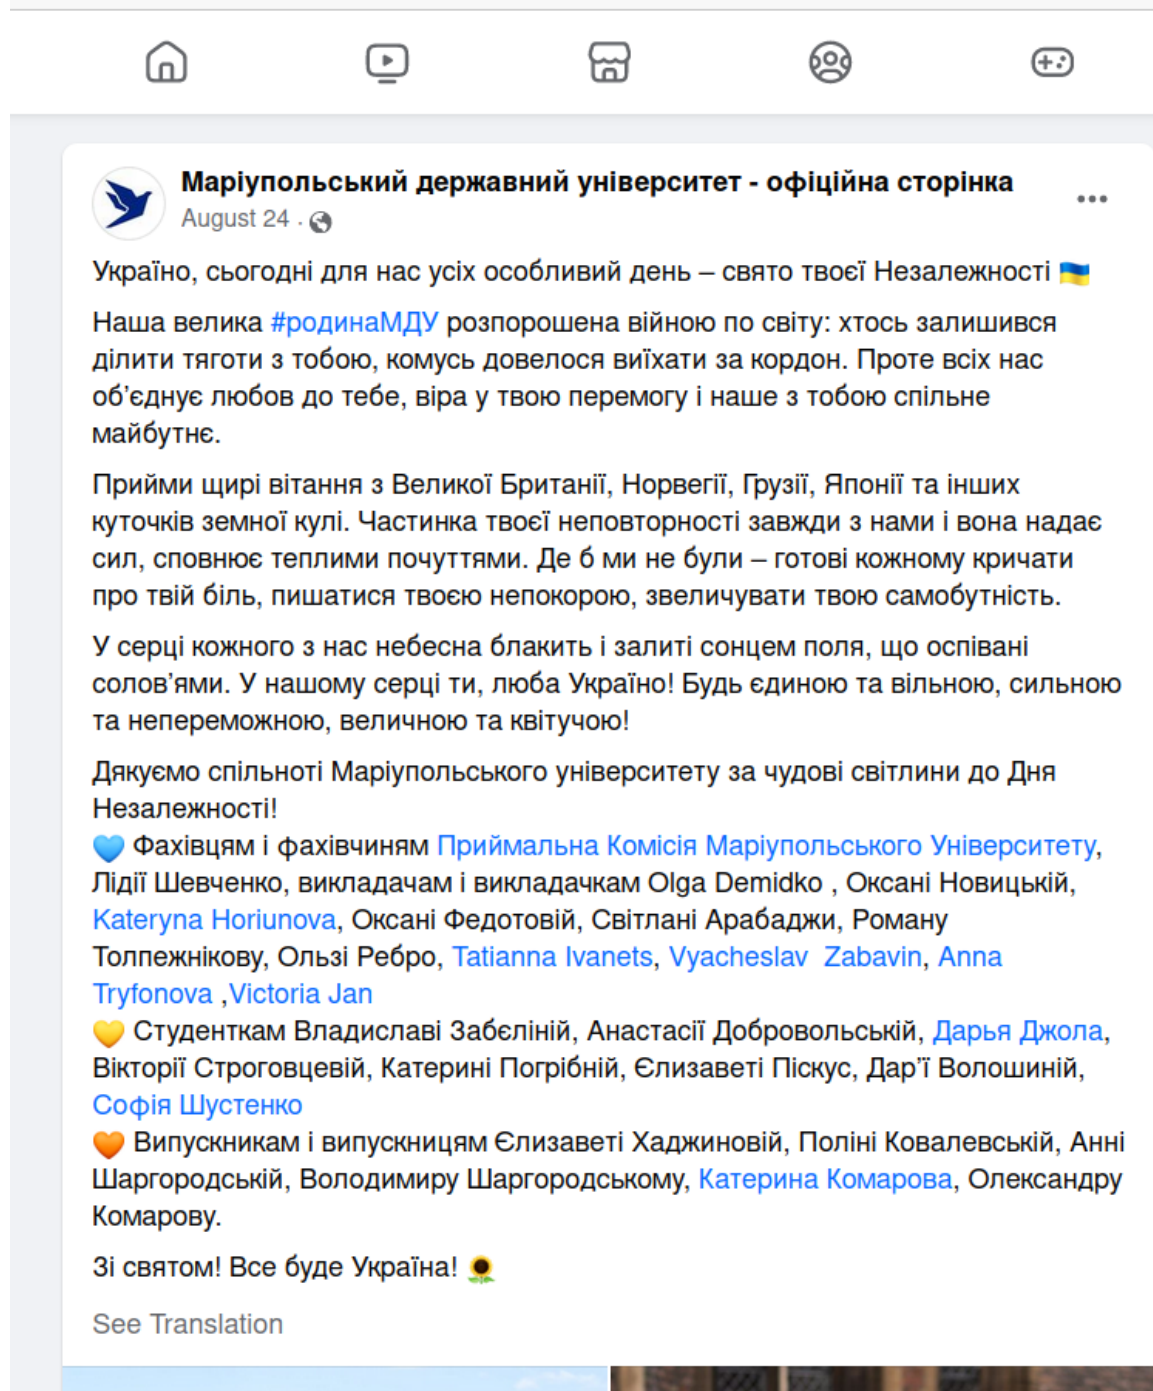 Маріупольський державний університет - офіційна сторінка
August 24 ·
Україно, сьогодні для нас усіх особливий день – свято твоєї Незалежності 🇺🇦
Наша велика #родинаМДУ розпорошена війною по світу: хтось залишився
ділити тяготи з тобою, комусь довелося виїхати за кордон. Проте всіх нас
об’єднує любов до тебе, віра у твою перемогу і наше з тобою спільне
майбутнє.
Прийми щирі вітання з Великої Британії, Норвегії, Грузії, Японії та інших
куточків земної кулі. Частинка твоєї неповторності завжди з нами і вона надає
сил, сповнює теплими почуттями. Де б ми не були – готові кожному кричати
про твій біль, пишатися твоєю непокорою, звеличувати твою самобутність.
У серці кожного з нас небесна блакить і залиті сонцем поля, що оспівані
солов’ями. У нашому серці ти, люба Україно! Будь єдиною та вільною, сильною
та непереможною, величною та квітучою!
Дякуємо спільноті Маріупольського університету за чудові світлини до Дня
Незалежності!
💙 Фахівцям і фахівчиням Приймальна Комісія Маріупольського Університету,
Лідії Шевченко, викладачам і викладачкам Olga Demidko , Оксані Новицькій,
Kateryna Horiunova, Оксані Федотовій, Світлані Арабаджи, Роману
Толпежнікову, Ользі Ребро, Tatianna Ivanets, Vyacheslav Zabavin, Anna
Tryfonova ,Victoria Jan
💛 Студенткам Владиславі Забєліній, Анастасії Добровольській, Дарья Джола,
Вікторії Строговцевій, Катерині Погрібній, Єлизаветі Піскус, Дар’ї Волошиній,
Софія Шустенко
🧡 Випускникам і випускницям Єлизаветі Хаджиновій, Поліні Ковалевській, Анні
Шаргородській, Володимиру Шаргородському, Катерина Комарова, Олександру
Комарову.
Зі святом! Все буде Україна! 🌻
See Translation